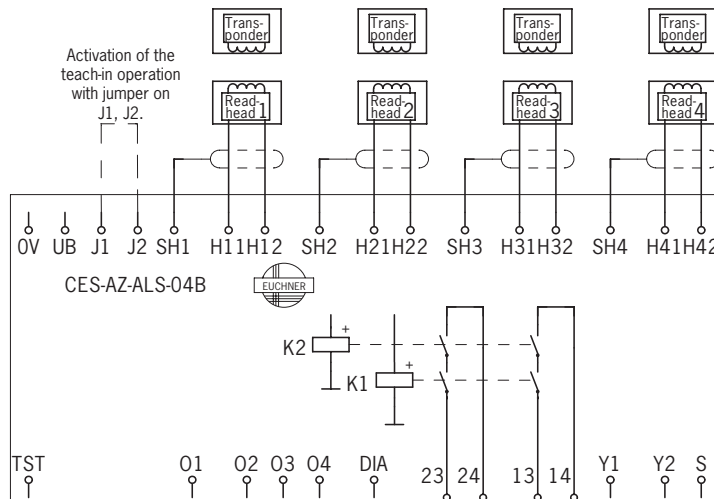 Trans-
ponder
Trans-
ponder
Trans-
ponder
Trans-
ponder
Activation of the
teach-in operation
with jumper on
J1, J2.
Read-
head 1
Read-
head 2
Read-
head 3
Read-
head 4
0V UB J1 J2 SH1 H11 H12 SH2 H21 H22 SH3 H31 H32 SH4 H41 H42
CES-AZ-ALS-04B
EUCHNER
K2 +
K1 +
TST O1 O2 O3 O4 DIA 23 24 13 14 Y1 Y2 S